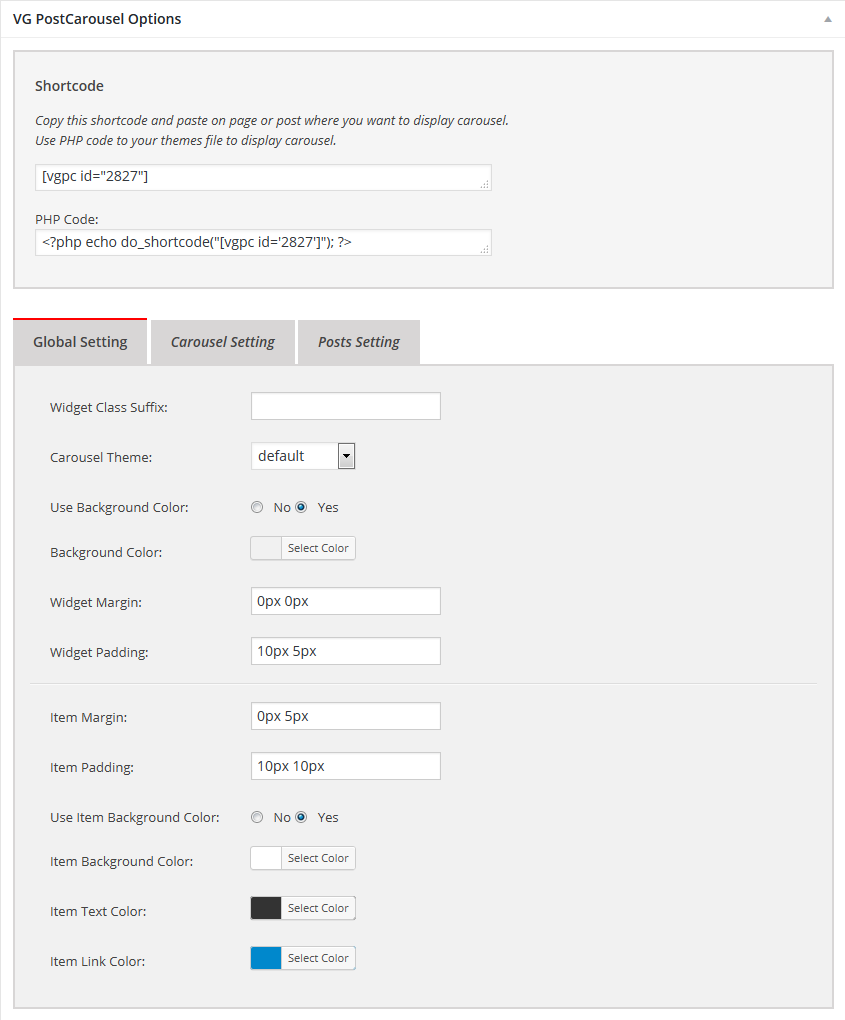 VG PostCarousel Options
Shortcode
Copy this shortcode and paste on page or post where you want to display carousel.
Use PHP code to your themes file to display carousel.
[vgpc id="2827"]
PHP Code:
<?php echo do_shortcode("[vgpc id='2827']"); ?>
Global Setting Carousel Setting Posts Setting
Widget Class Suffix:
Carousel Theme: default
Use Background Color: No Yes
Background Color: Select Color
Widget Margin: 0px 0px
Widget Padding: 10px 5px
Item Margin: 0px 5px
Item Padding: 10px 10px
Use Item Background Color: No Yes
Item Background Color: Select Color
Item Text Color: Select Color
Item Link Color: Select Color